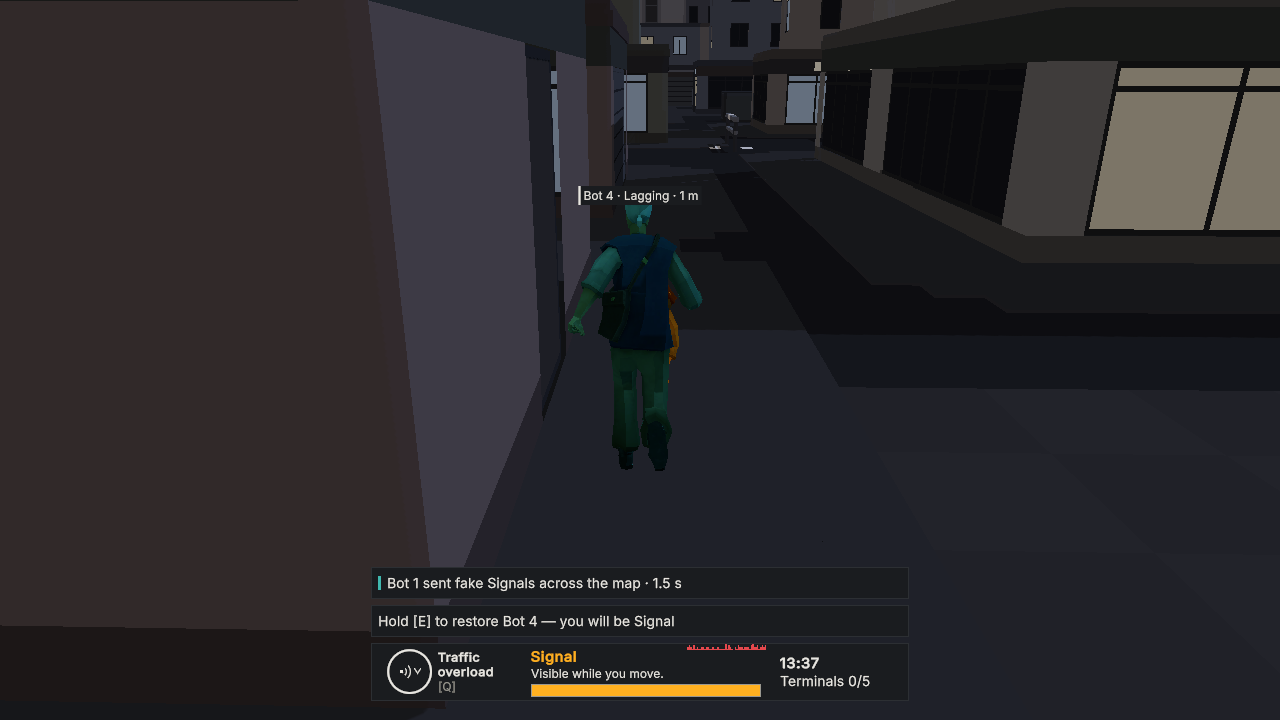 Bot 4 · Lagging · 1 m
Bot 1 sent fake Signals across the map · 1.5 s
Hold [E] to restore Bot 4 — you will be Signal
Traffic
overload
[Q]
Signal
Visible while you move.
13:37
Terminals 0/5